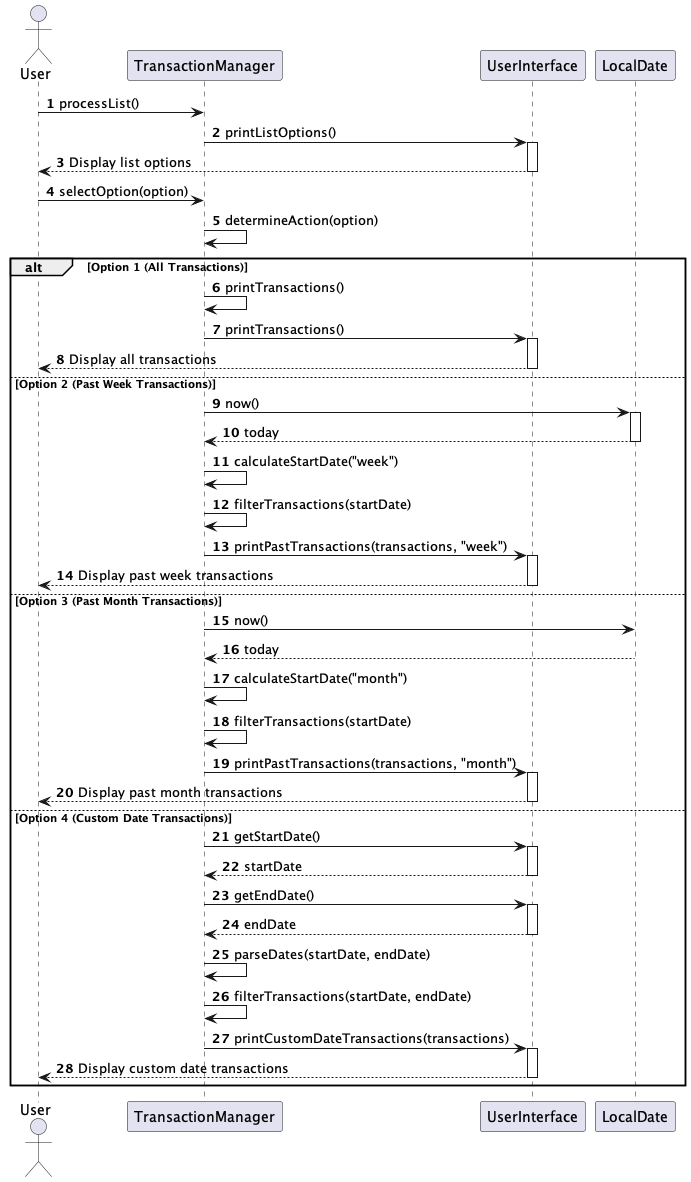 User
TransactionManager UserInterface LocalDate
1 processList()
2 printListOptions()
3 Display list options
4 selectOption(option)
5 determineAction(option)
alt [Option 1 (All Transactions)]
6 printTransactions()
7 printTransactions()
8 Display all transactions
[Option 2 (Past Week Transactions)]
9 now()
10 today
11 calculateStartDate("week")
12 filterTransactions(startDate)
13 printPastTransactions(transactions, "week")
14 Display past week transactions
[Option 3 (Past Month Transactions)]
15 now()
16 today
17 calculateStartDate("month")
18 filterTransactions(startDate)
19 printPastTransactions(transactions, "month")
20 Display past month transactions
[Option 4 (Custom Date Transactions)]
21 getStartDate()
22 startDate
23 getEndDate()
24 endDate
25 parseDates(startDate, endDate)
26 filterTransactions(startDate, endDate)
27 printCustomDateTransactions(transactions)
28 Display custom date transactions
User
TransactionManager UserInterface LocalDate